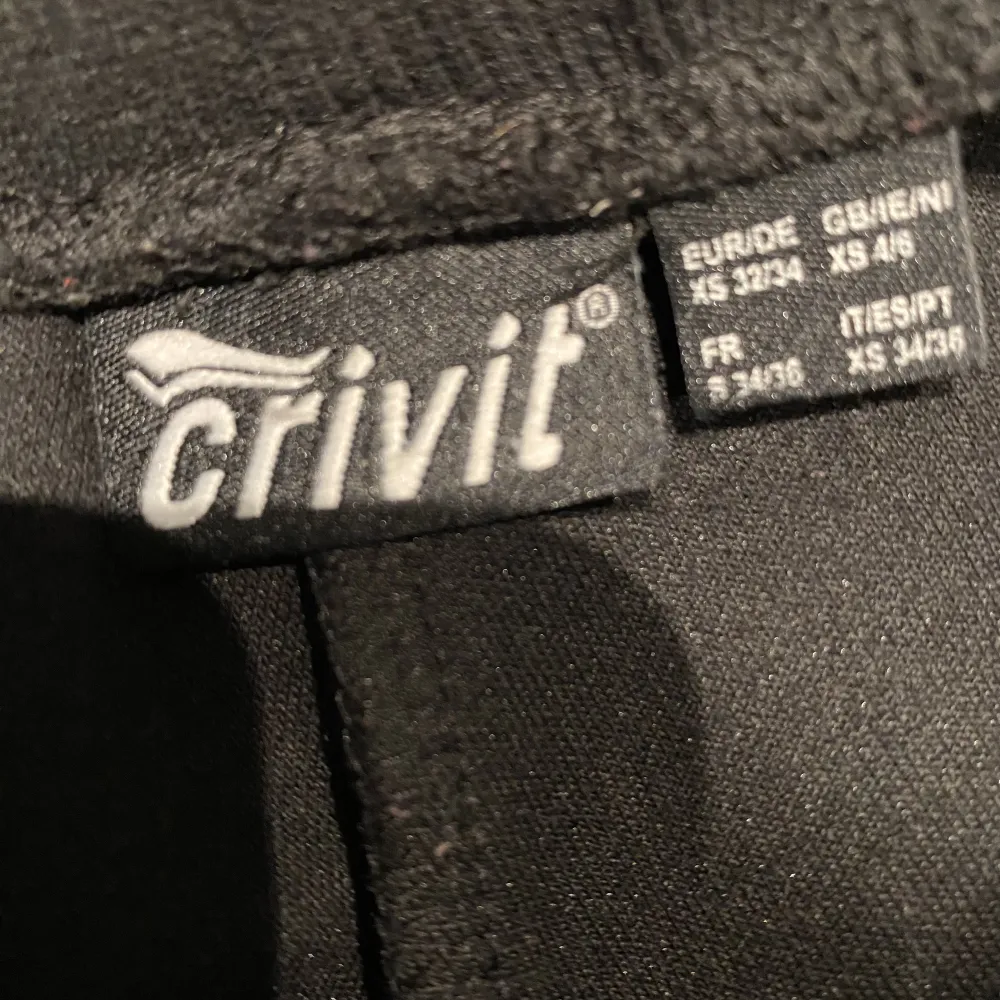 crivit®
EUR/DE GB/IE/NI
XS 32/34 XS 4/6
FR IT/ES/PT
S 34/36 XS 34/36